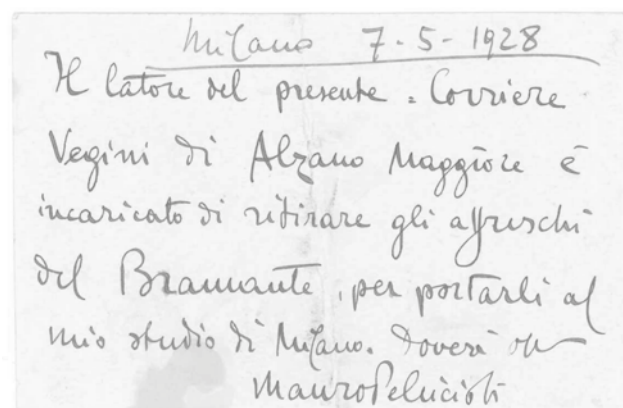 Milano 7-5-1928
Il latore del presente = Corriere
Vegini di Alzano Maggiore è
incaricato di ritirare gli affreschi
del Bramante, per portarli al
mio studio di Milano. Doveri
Mauro Pelliccioli